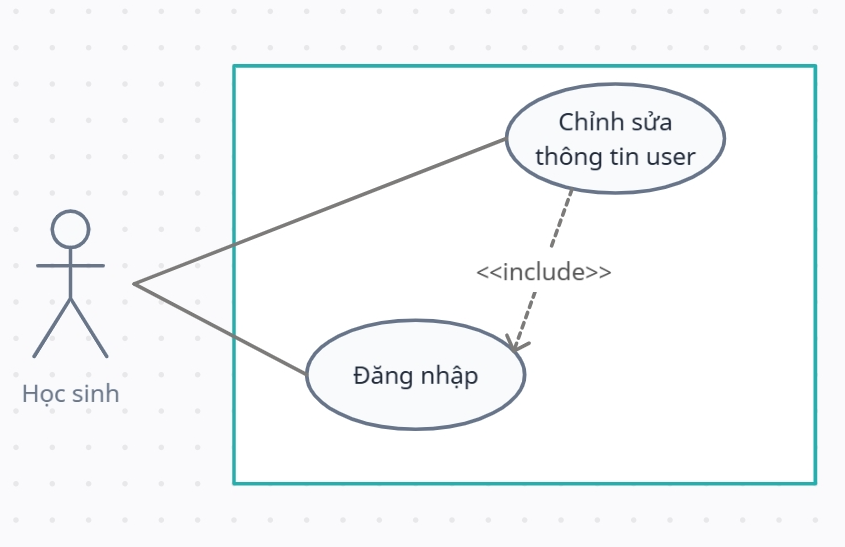 Chỉnh sửa
thông tin user
<<include>>
Đăng nhập
Học sinh